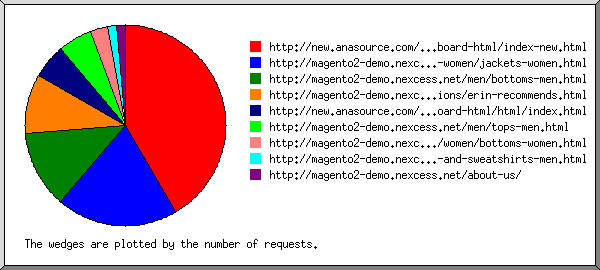 http://new.anasource.com/...board-html/index-new.html
http://magento2-demo.nexc...-women/jackets-women.html
http://magento2-demo.nexcess.net/men/bottoms-men.html
http://magento2-demo.nexc...ions/erin-recommends.html
http://new.anasource.com/...oard-html/html/index.html
http://magento2-demo.nexcess.net/men/tops-men.html
http://magento2-demo.nexc.../women/bottoms-women.html
http://magento2-demo.nexc...-and-sweatshirts-men.html
http://magento2-demo.nexcess.net/about-us/
The wedges are plotted by the number of requests.